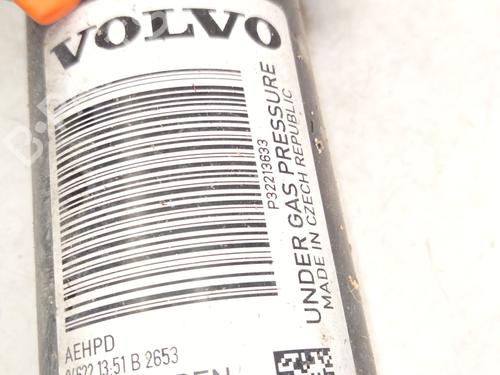 VOLVO
P32213633
UNDER GAS PRESSURE
MADE IN CZECH REPUBLIC
AEHPD
13:51 B 2653